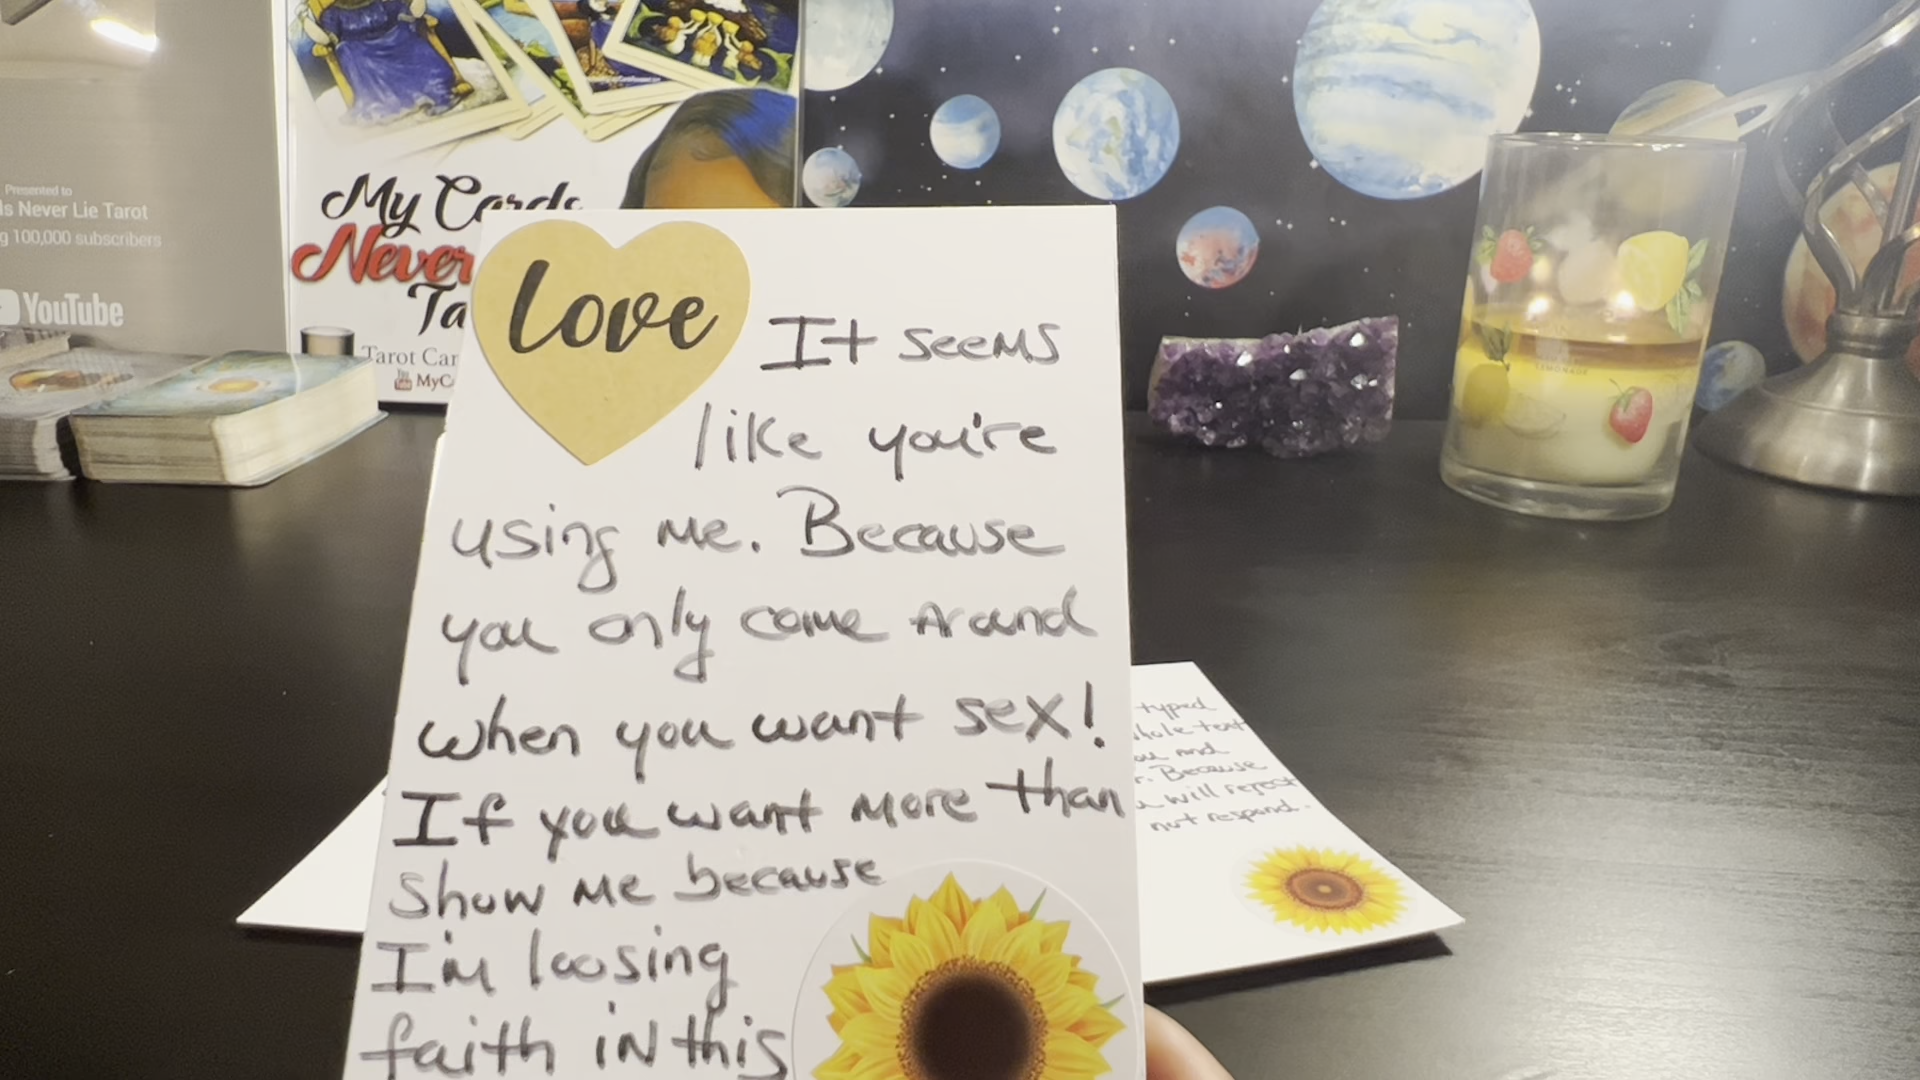 Presented to
s Never Lie Tarot
g 100,000 subscribers
YouTube
My Cards
Never
Ta
Tarot Car
MyC
Love
It seems
like you're
using me. Because
you only come around
when you want sex!
If you want more than
show me because
I'm loosing
faith in this
typed
whole text
and
Because
will reject
not respond.